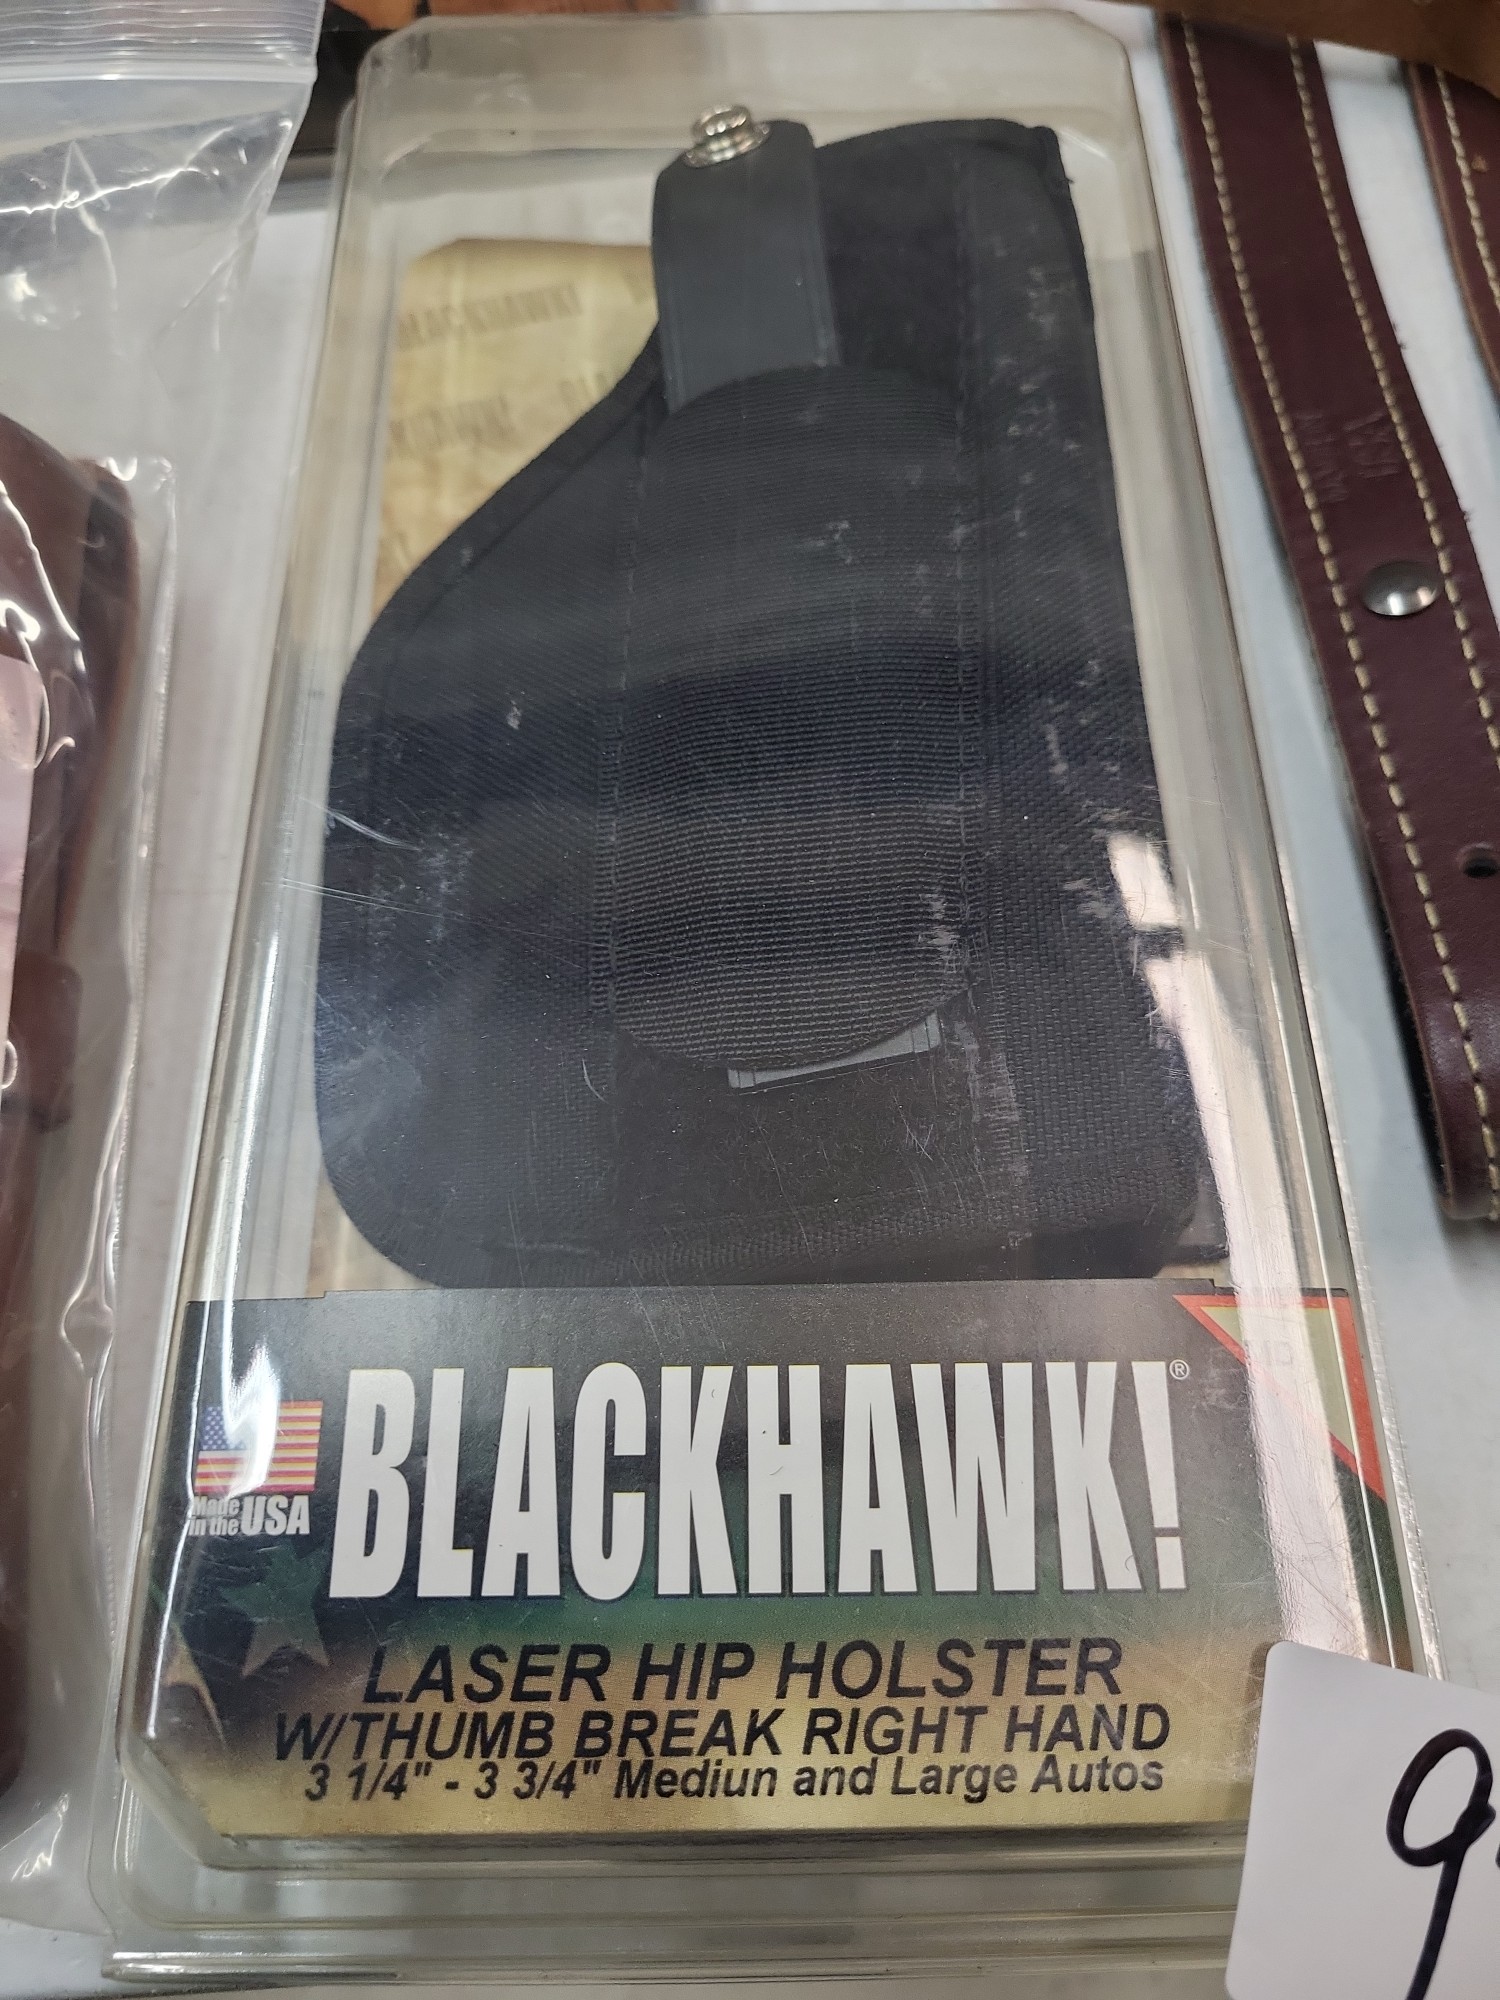 BLACKHAWK!®
Made
in the USA
LASER HIP HOLSTER
W/THUMB BREAK RIGHT HAND
3 1/4" - 3 3/4" Mediun and Large Autos
9